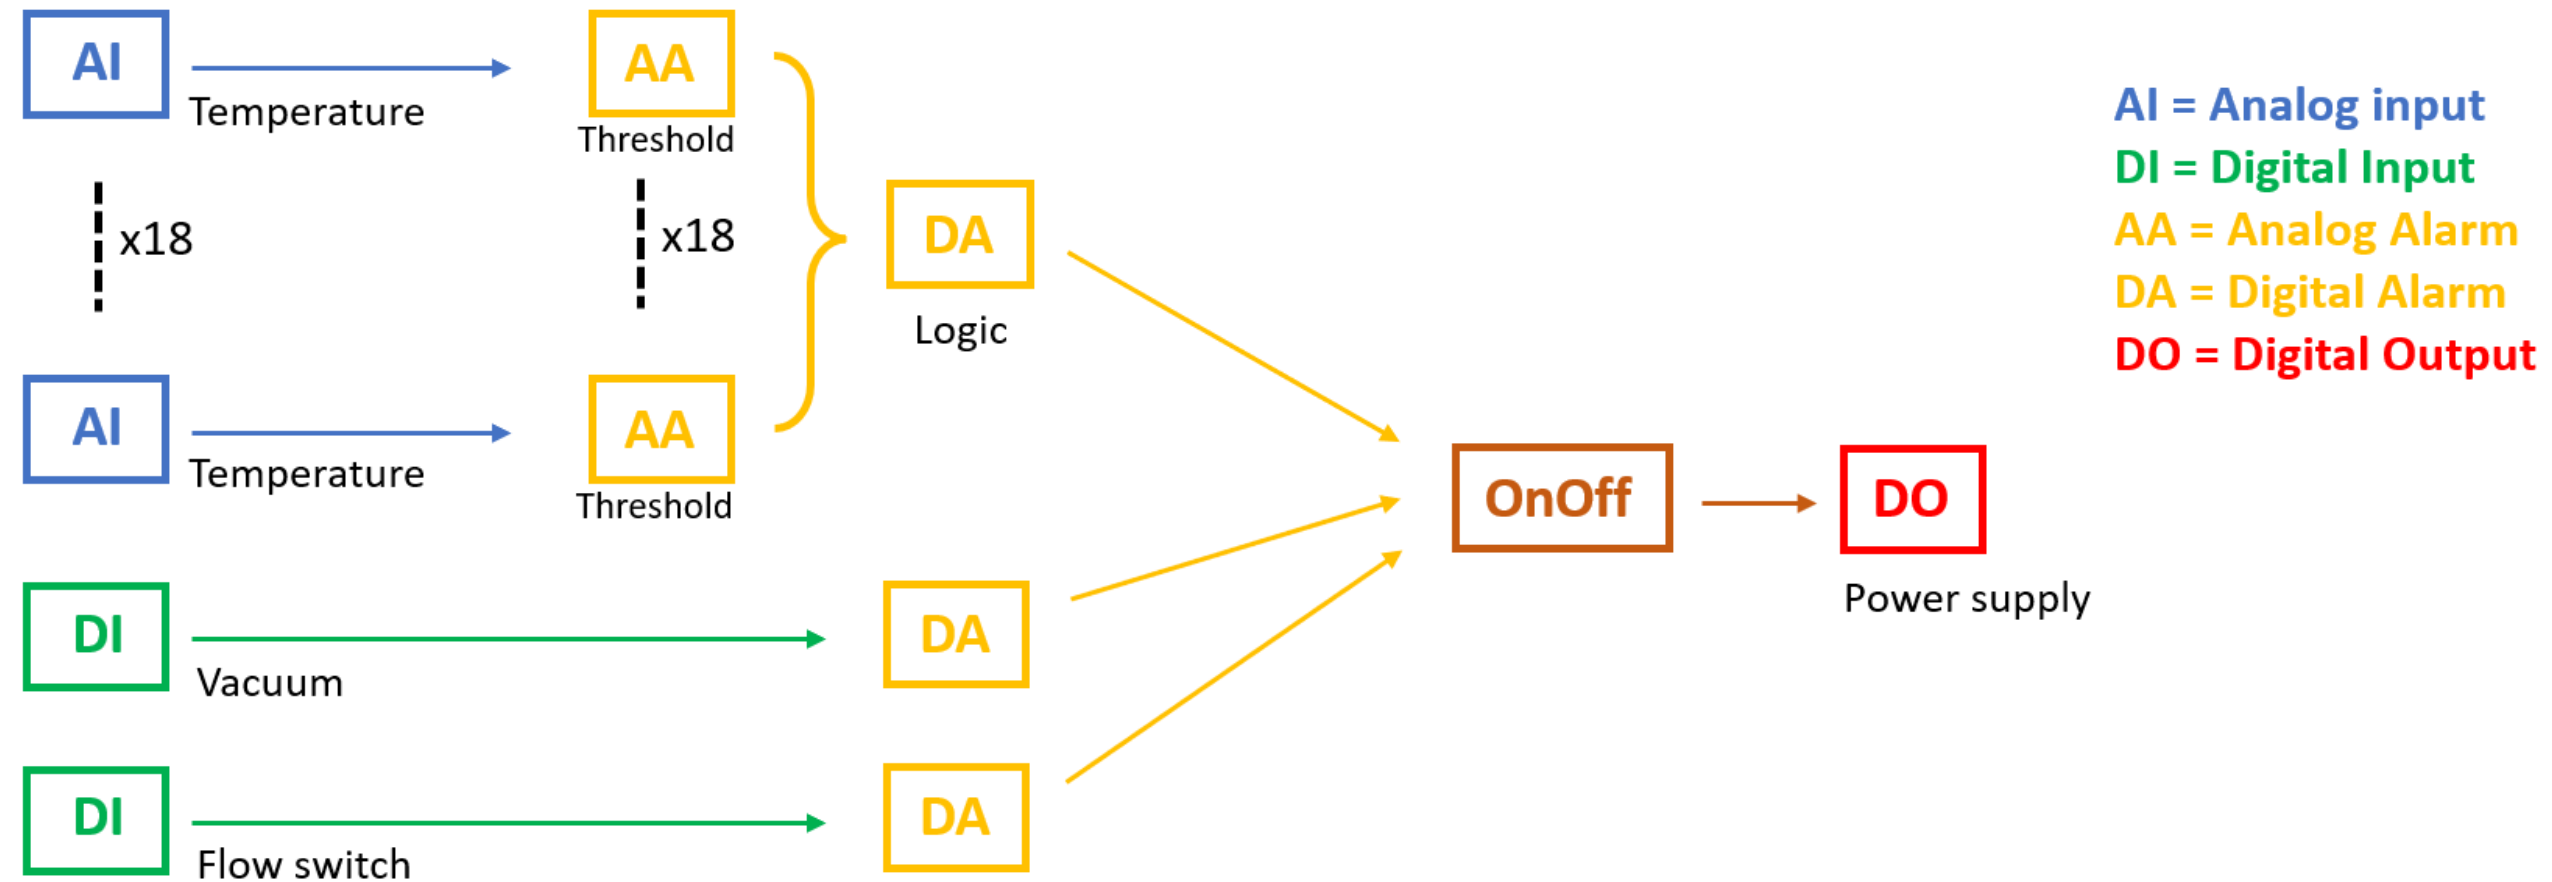 AI
Temperature
AA
Threshold
x18
x18
AI
Temperature
AA
Threshold
DA
Logic
DI
Vacuum
DA
DI
Flow switch
DA
OnOff
DO
Power supply
AI = Analog input
DI = Digital Input
AA = Analog Alarm
DA = Digital Alarm
DO = Digital Output